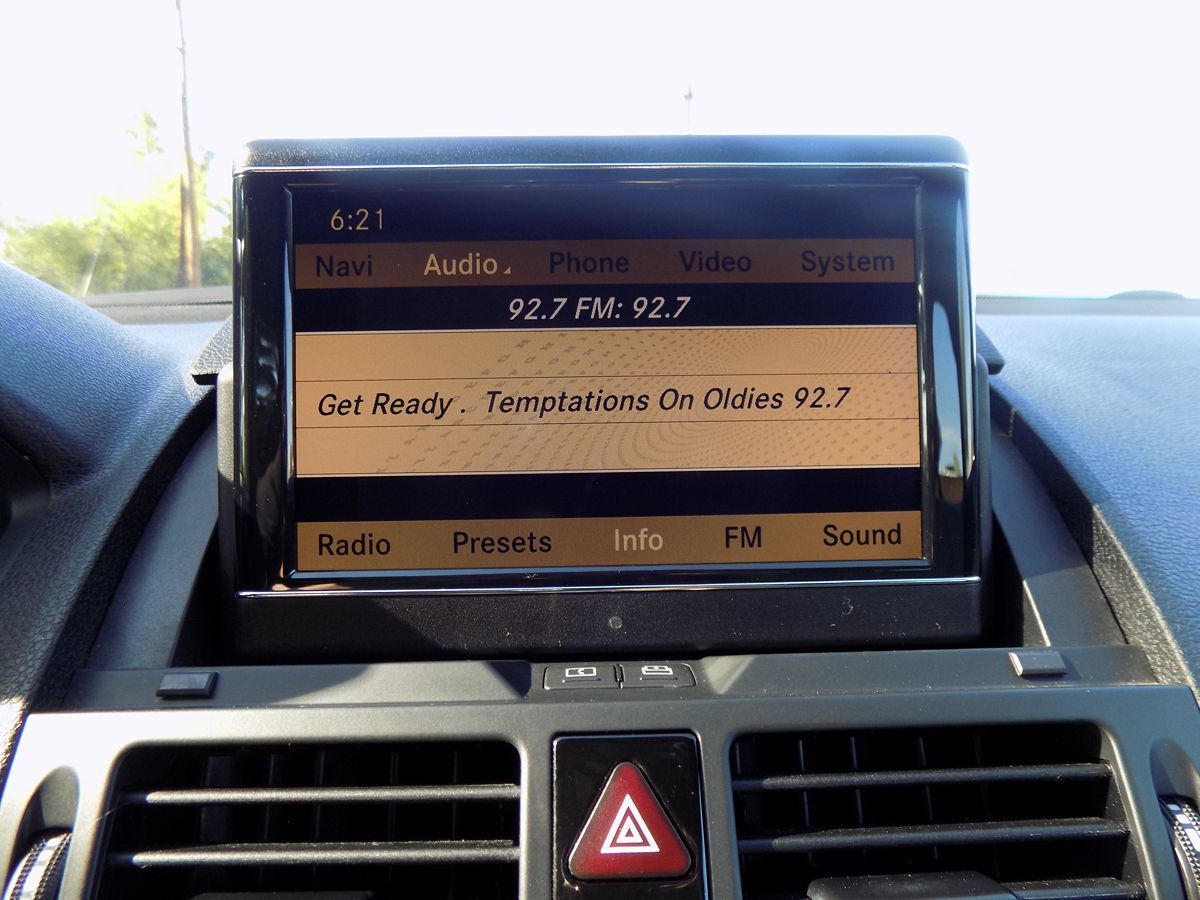 6:21
Navi Audio Phone Video System
92.7 FM: 92.7
Get Ready . Temptations On Oldies 92.7
Radio Presets Info FM Sound